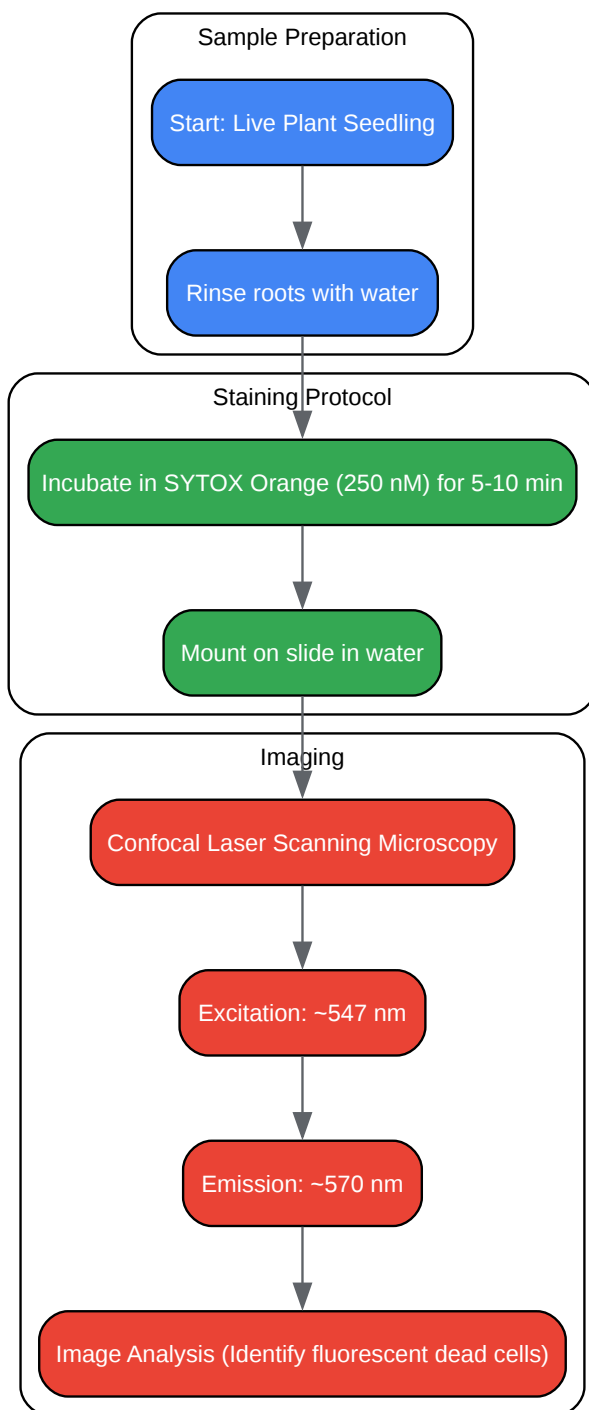 Sample Preparation
Start: Live Plant Seedling
Rinse roots with water
Staining Protocol
Incubate in SYTOX Orange (250 nM) for 5-10 min
Mount on slide in water
Imaging
Confocal Laser Scanning Microscopy
Excitation: ~547 nm
Emission: ~570 nm
Image Analysis (Identify fluorescent dead cells)